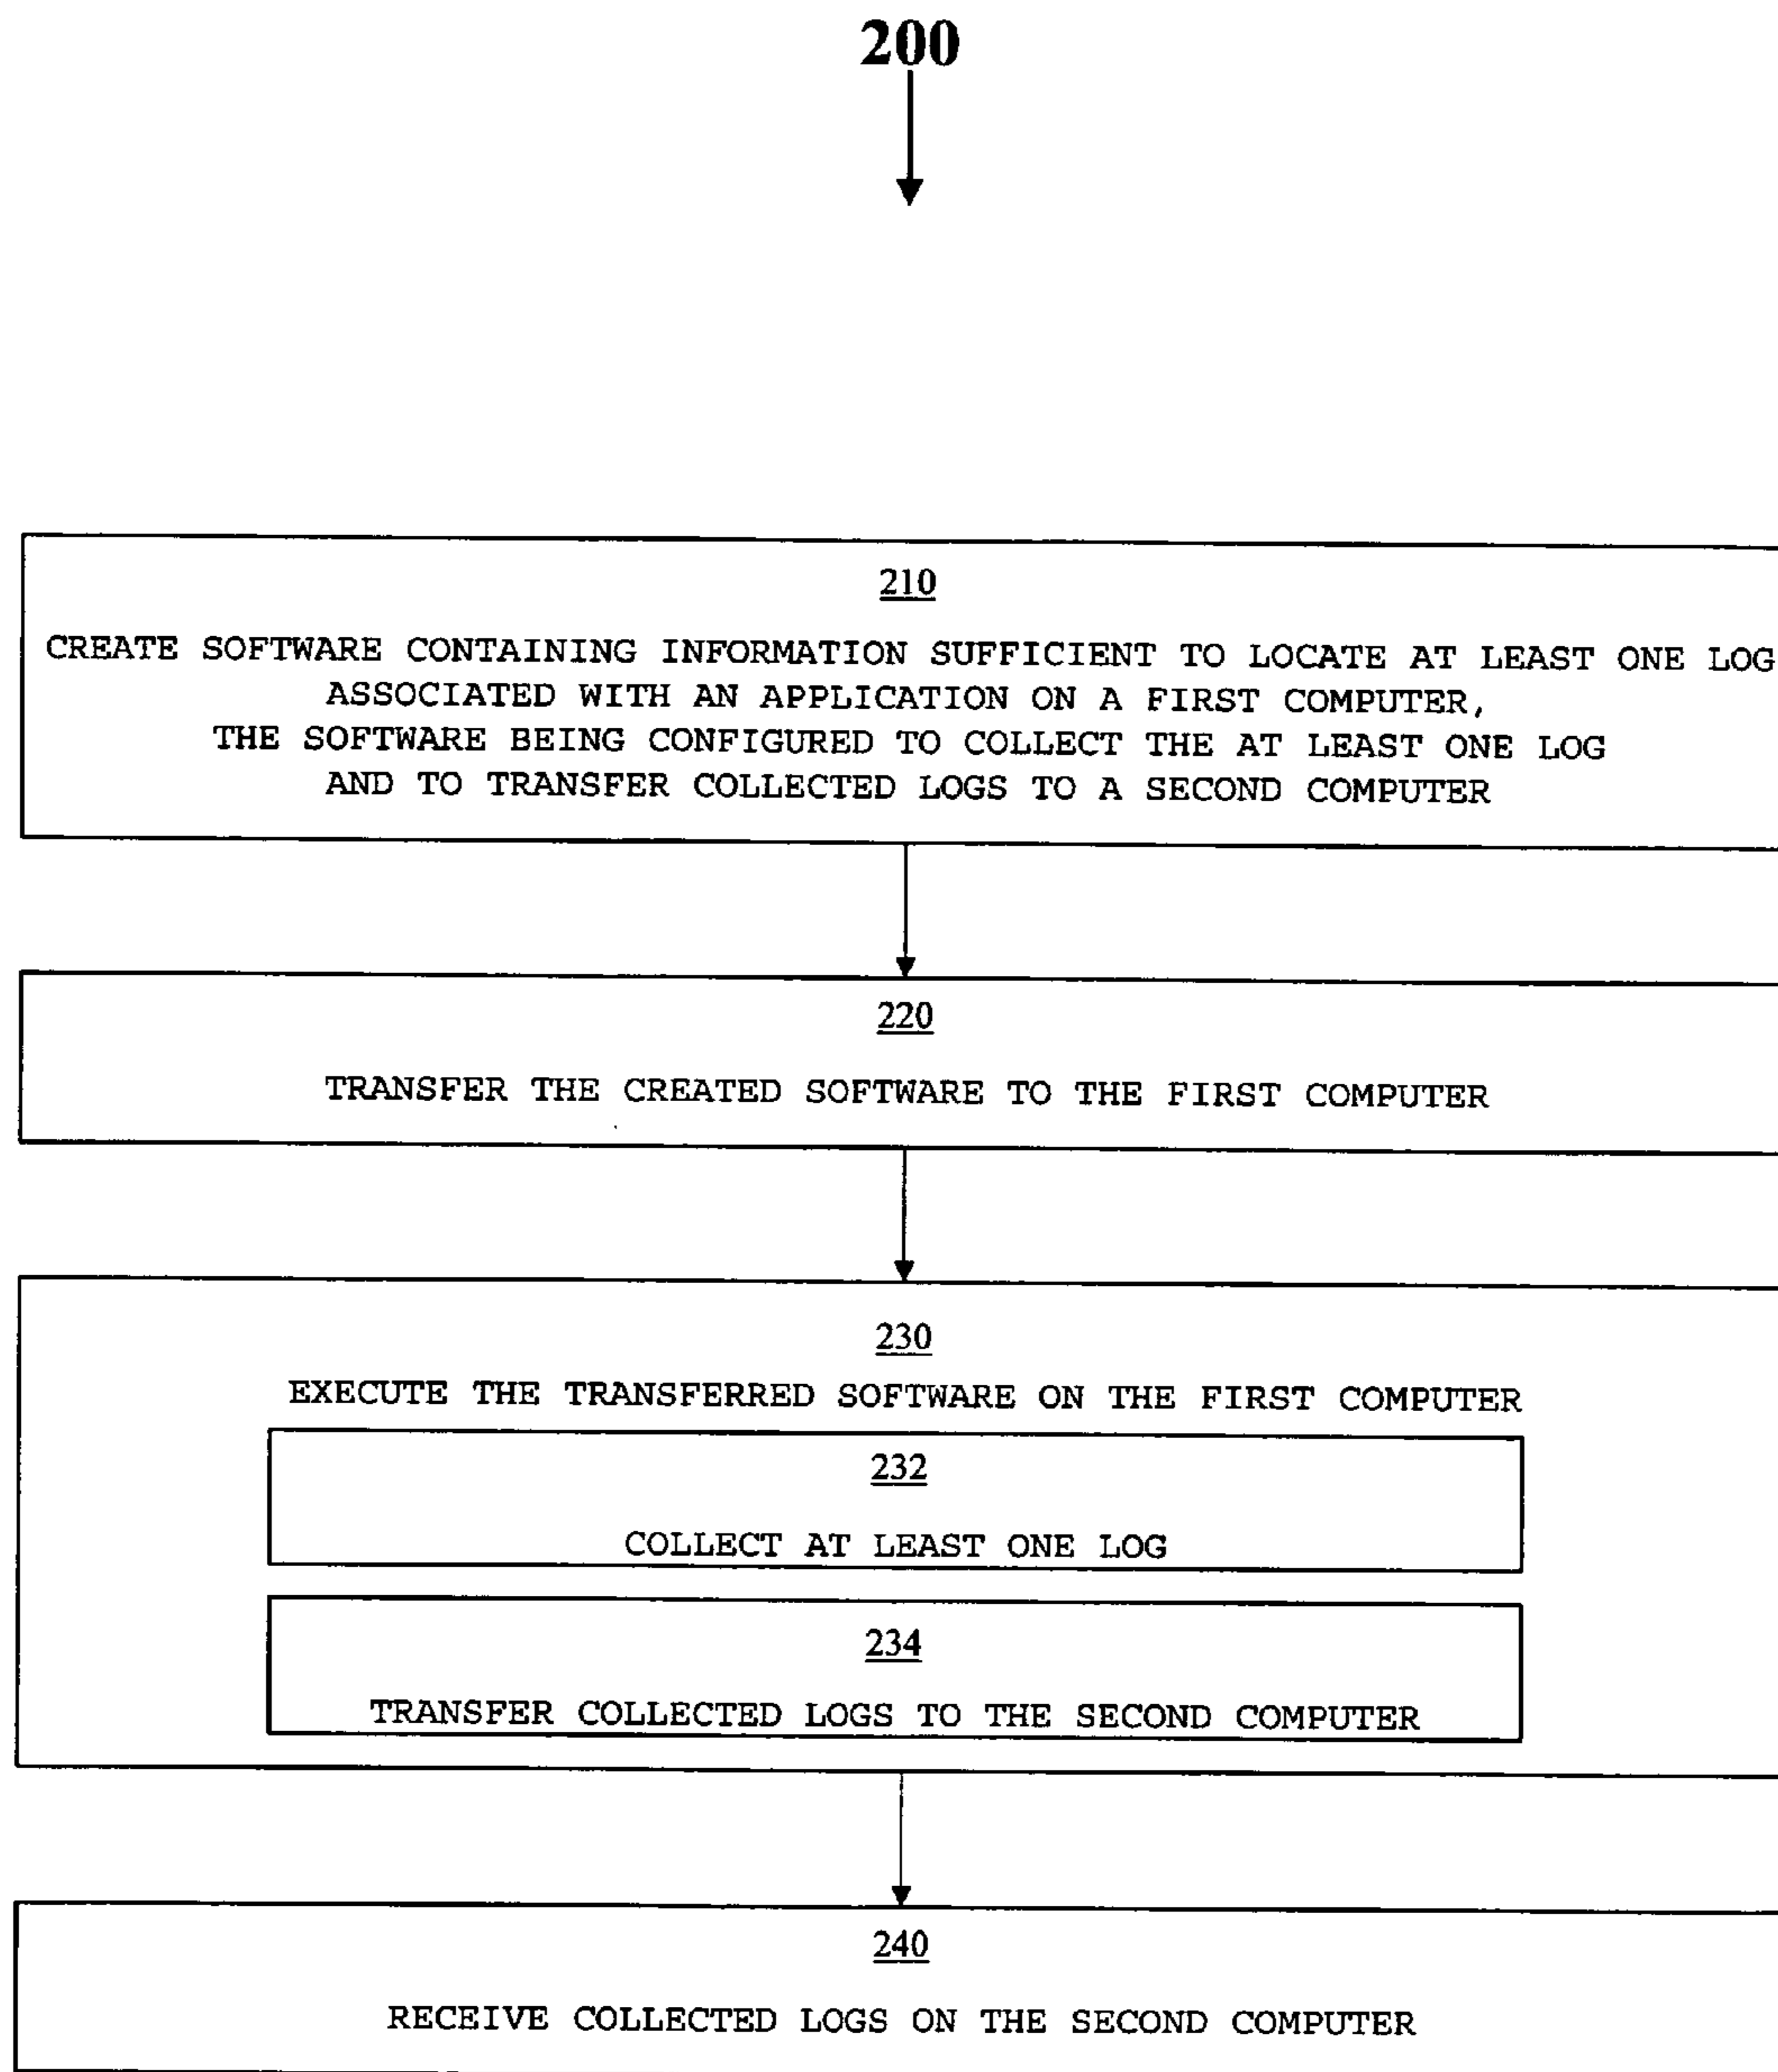 200
210
CREATE SOFTWARE CONTAINING INFORMATION SUFFICIENT TO LOCATE AT LEAST ONE LOG
ASSOCIATED WITH AN APPLICATION ON A FIRST COMPUTER,
THE SOFTWARE BEING CONFIGURED TO COLLECT THE AT LEAST ONE LOG
AND TO TRANSFER COLLECTED LOGS TO A SECOND COMPUTER
220
TRANSFER THE CREATED SOFTWARE TO THE FIRST COMPUTER
230
EXECUTE THE TRANSFERRED SOFTWARE ON THE FIRST COMPUTER
232
COLLECT AT LEAST ONE LOG
234
TRANSFER COLLECTED LOGS TO THE SECOND COMPUTER
240
RECEIVE COLLECTED LOGS ON THE SECOND COMPUTER